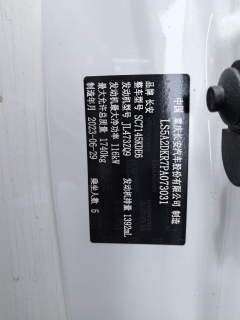 中国 重庆长安汽车股份有限公司 制造
LS5A2DKR7PA073031
品牌 长安
整车型号 SC7146KDB6
发动机型号 JL473ZQ9
发动机排量 1392ml
发动机最大净功率 116kW
最大允许总质量 1740kg
乘坐人数 5
制造年月 2023-06-29